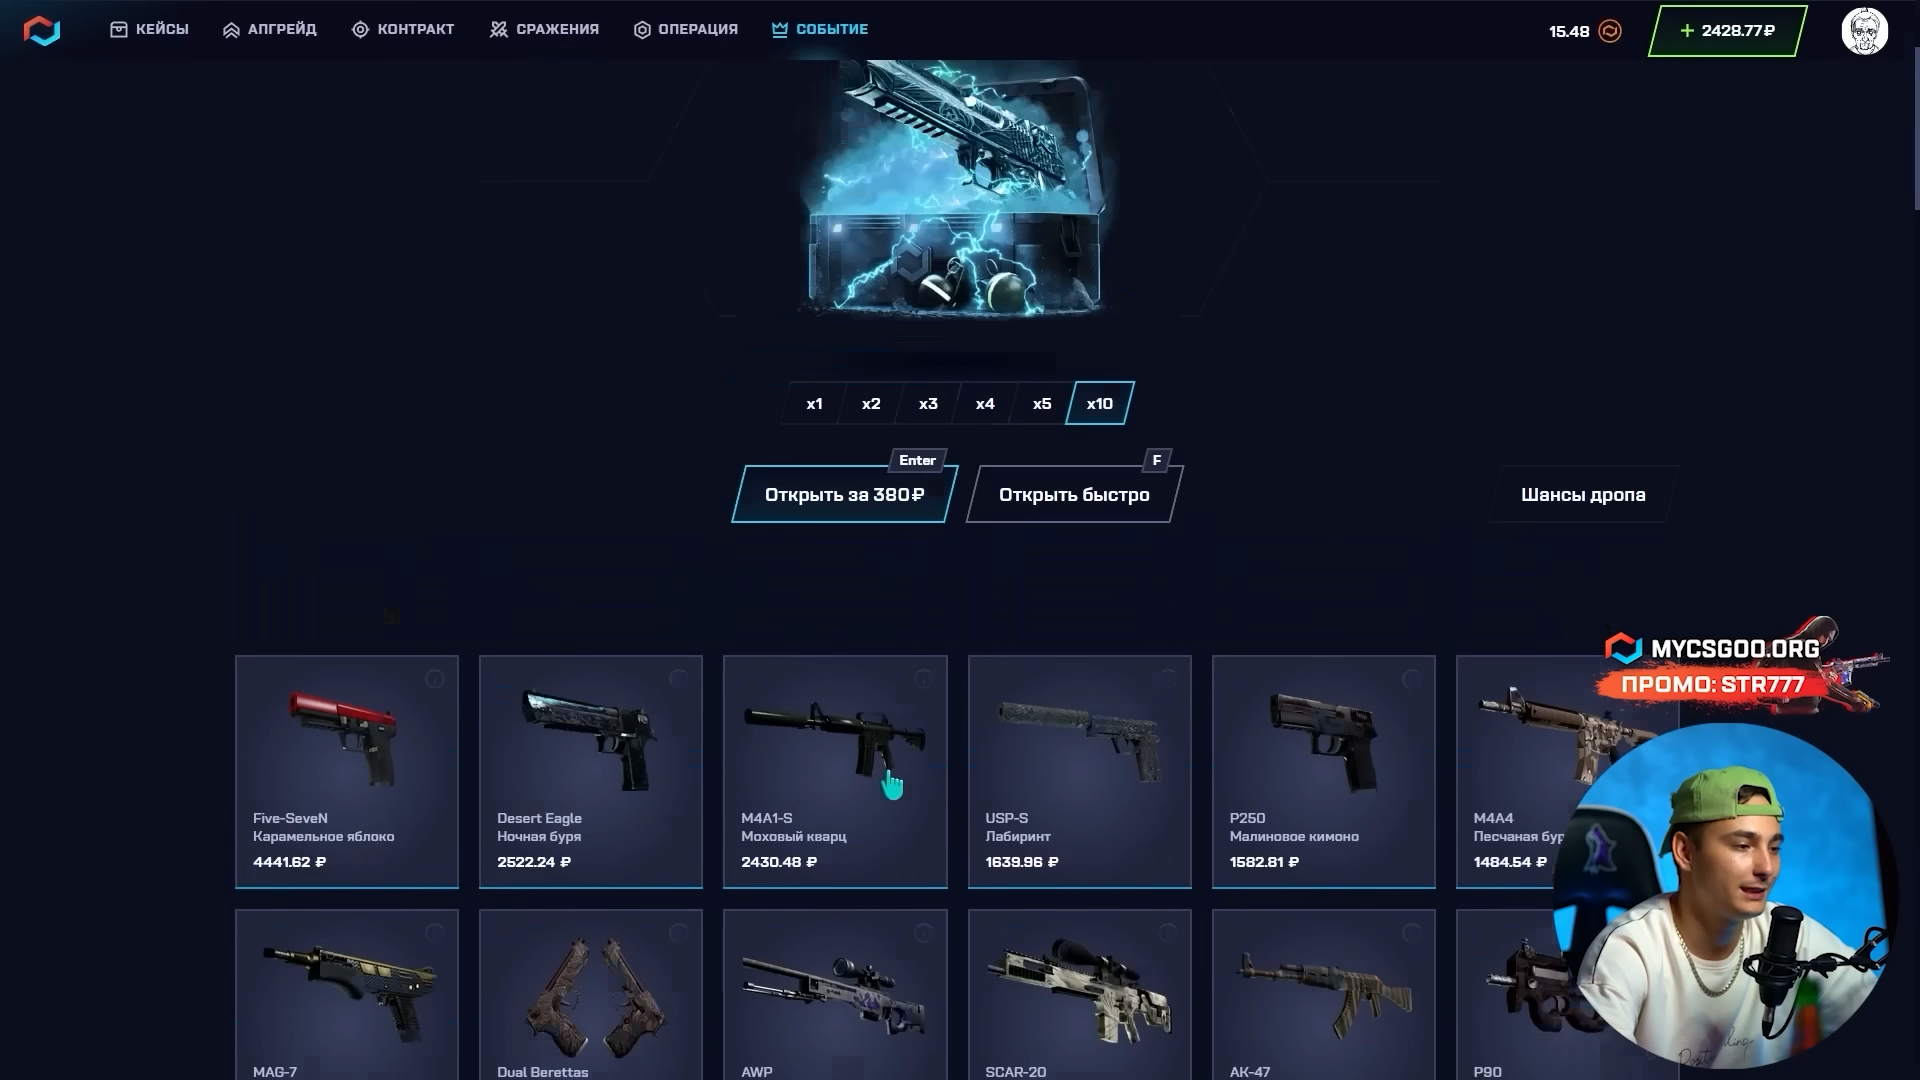 КЕЙСЫ
АПГРЕЙД
КОНТРАКТ
СРАЖЕНИЯ
ОПЕРАЦИЯ
СОБЫТИЕ
15.48
+ 2428.77₽
x1
x2
x3
x4
x5
x10
Enter
Открыть за 380₽
F
Открыть быстро
Шансы дропа
MYCSGOO.ORG
ПРОМО: STR777
Five-SeveN
Карамельное яблоко
4441.62 ₽
Desert Eagle
Ночная буря
2522.24 ₽
M4A1-S
Моховый кварц
2430.48 ₽
USP-S
Лабиринт
1639.96 ₽
P250
Малиновое кимоно
1582.81 ₽
M4A4
Песчаная бур
1484.54 ₽
MAG-7
Dual Berettas
AWP
SCAR-20
AK-47
P90